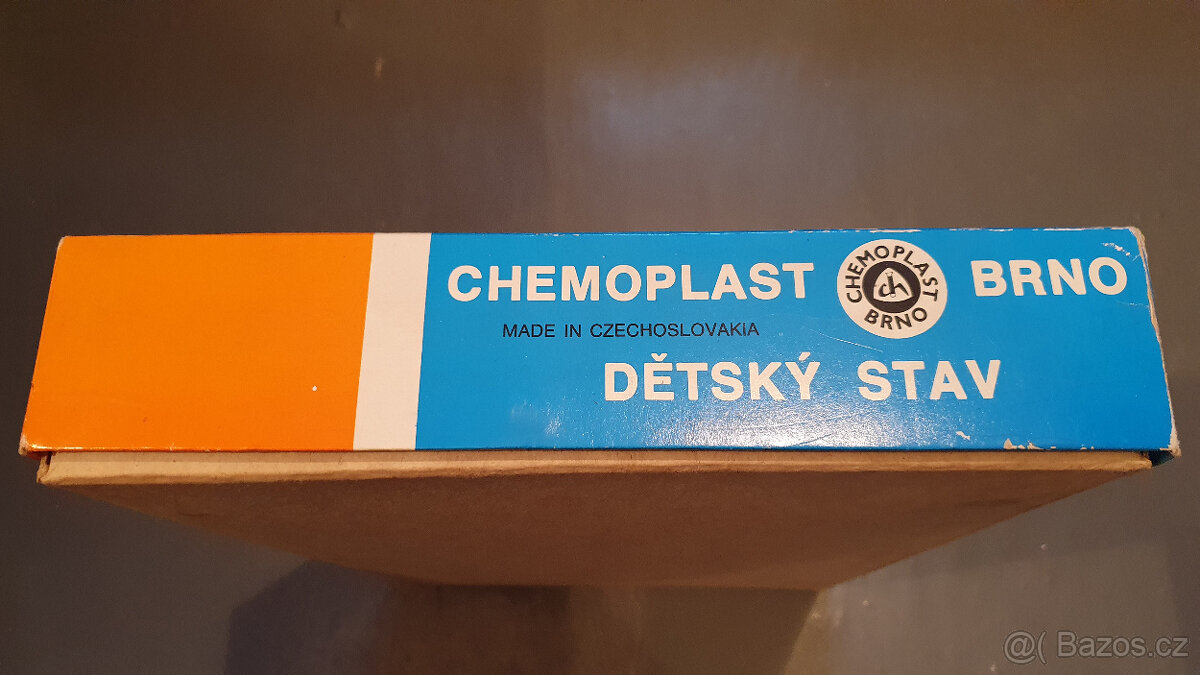 CHEMOPLAST BRNO
CHEMOPLAST
ch
BRNO
MADE IN CZECHOSLOVAKIA
DĚTSKÝ STAV
@( Bazos.cz